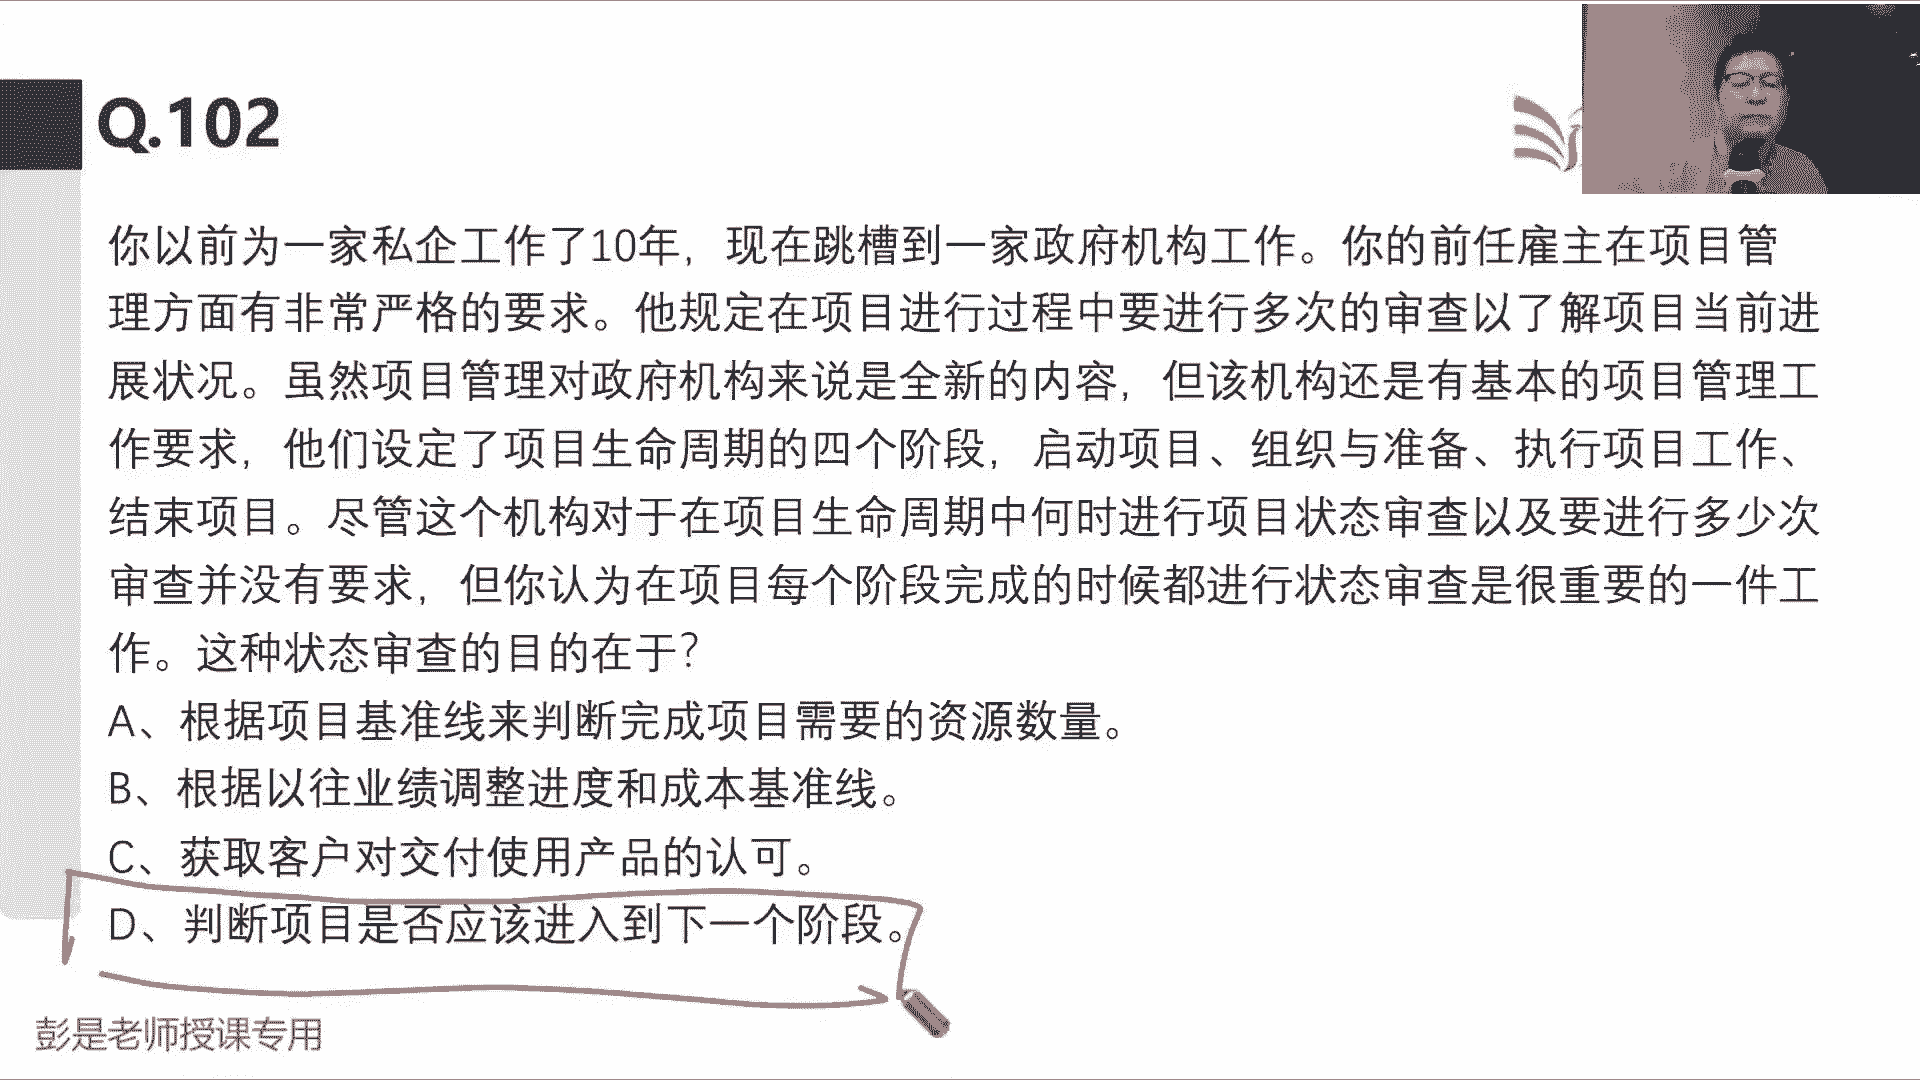 Q.102
你以前为一家私企工作了10年，现在跳槽到一家政府机构工作。你的前任雇主在项目管
理方面有非常严格的要求。他规定在项目进行过程中要进行多次的审查以了解项目当前进
展状况。虽然项目管理对政府机构来说是全新的内容，但该机构还是有基本的项目管理工
作要求，他们设定了项目生命周期的四个阶段，启动项目、组织与准备、执行项目工作、
结束项目。尽管这个机构对于在项目生命周期中何时进行项目状态审查以及要进行多少次
审查并没有要求，但你认为在项目每个阶段完成的时候都进行状态审查是很重要的一件工
作。这种状态审查的目的在于？
A、根据项目基准线来判断完成项目需要的资源数量。
B、根据以往业绩调整进度和成本基准线。
C、获取客户对交付使用产品的认可。
D、判断项目是否应该进入到下一个阶段。
彭是老师授课专用